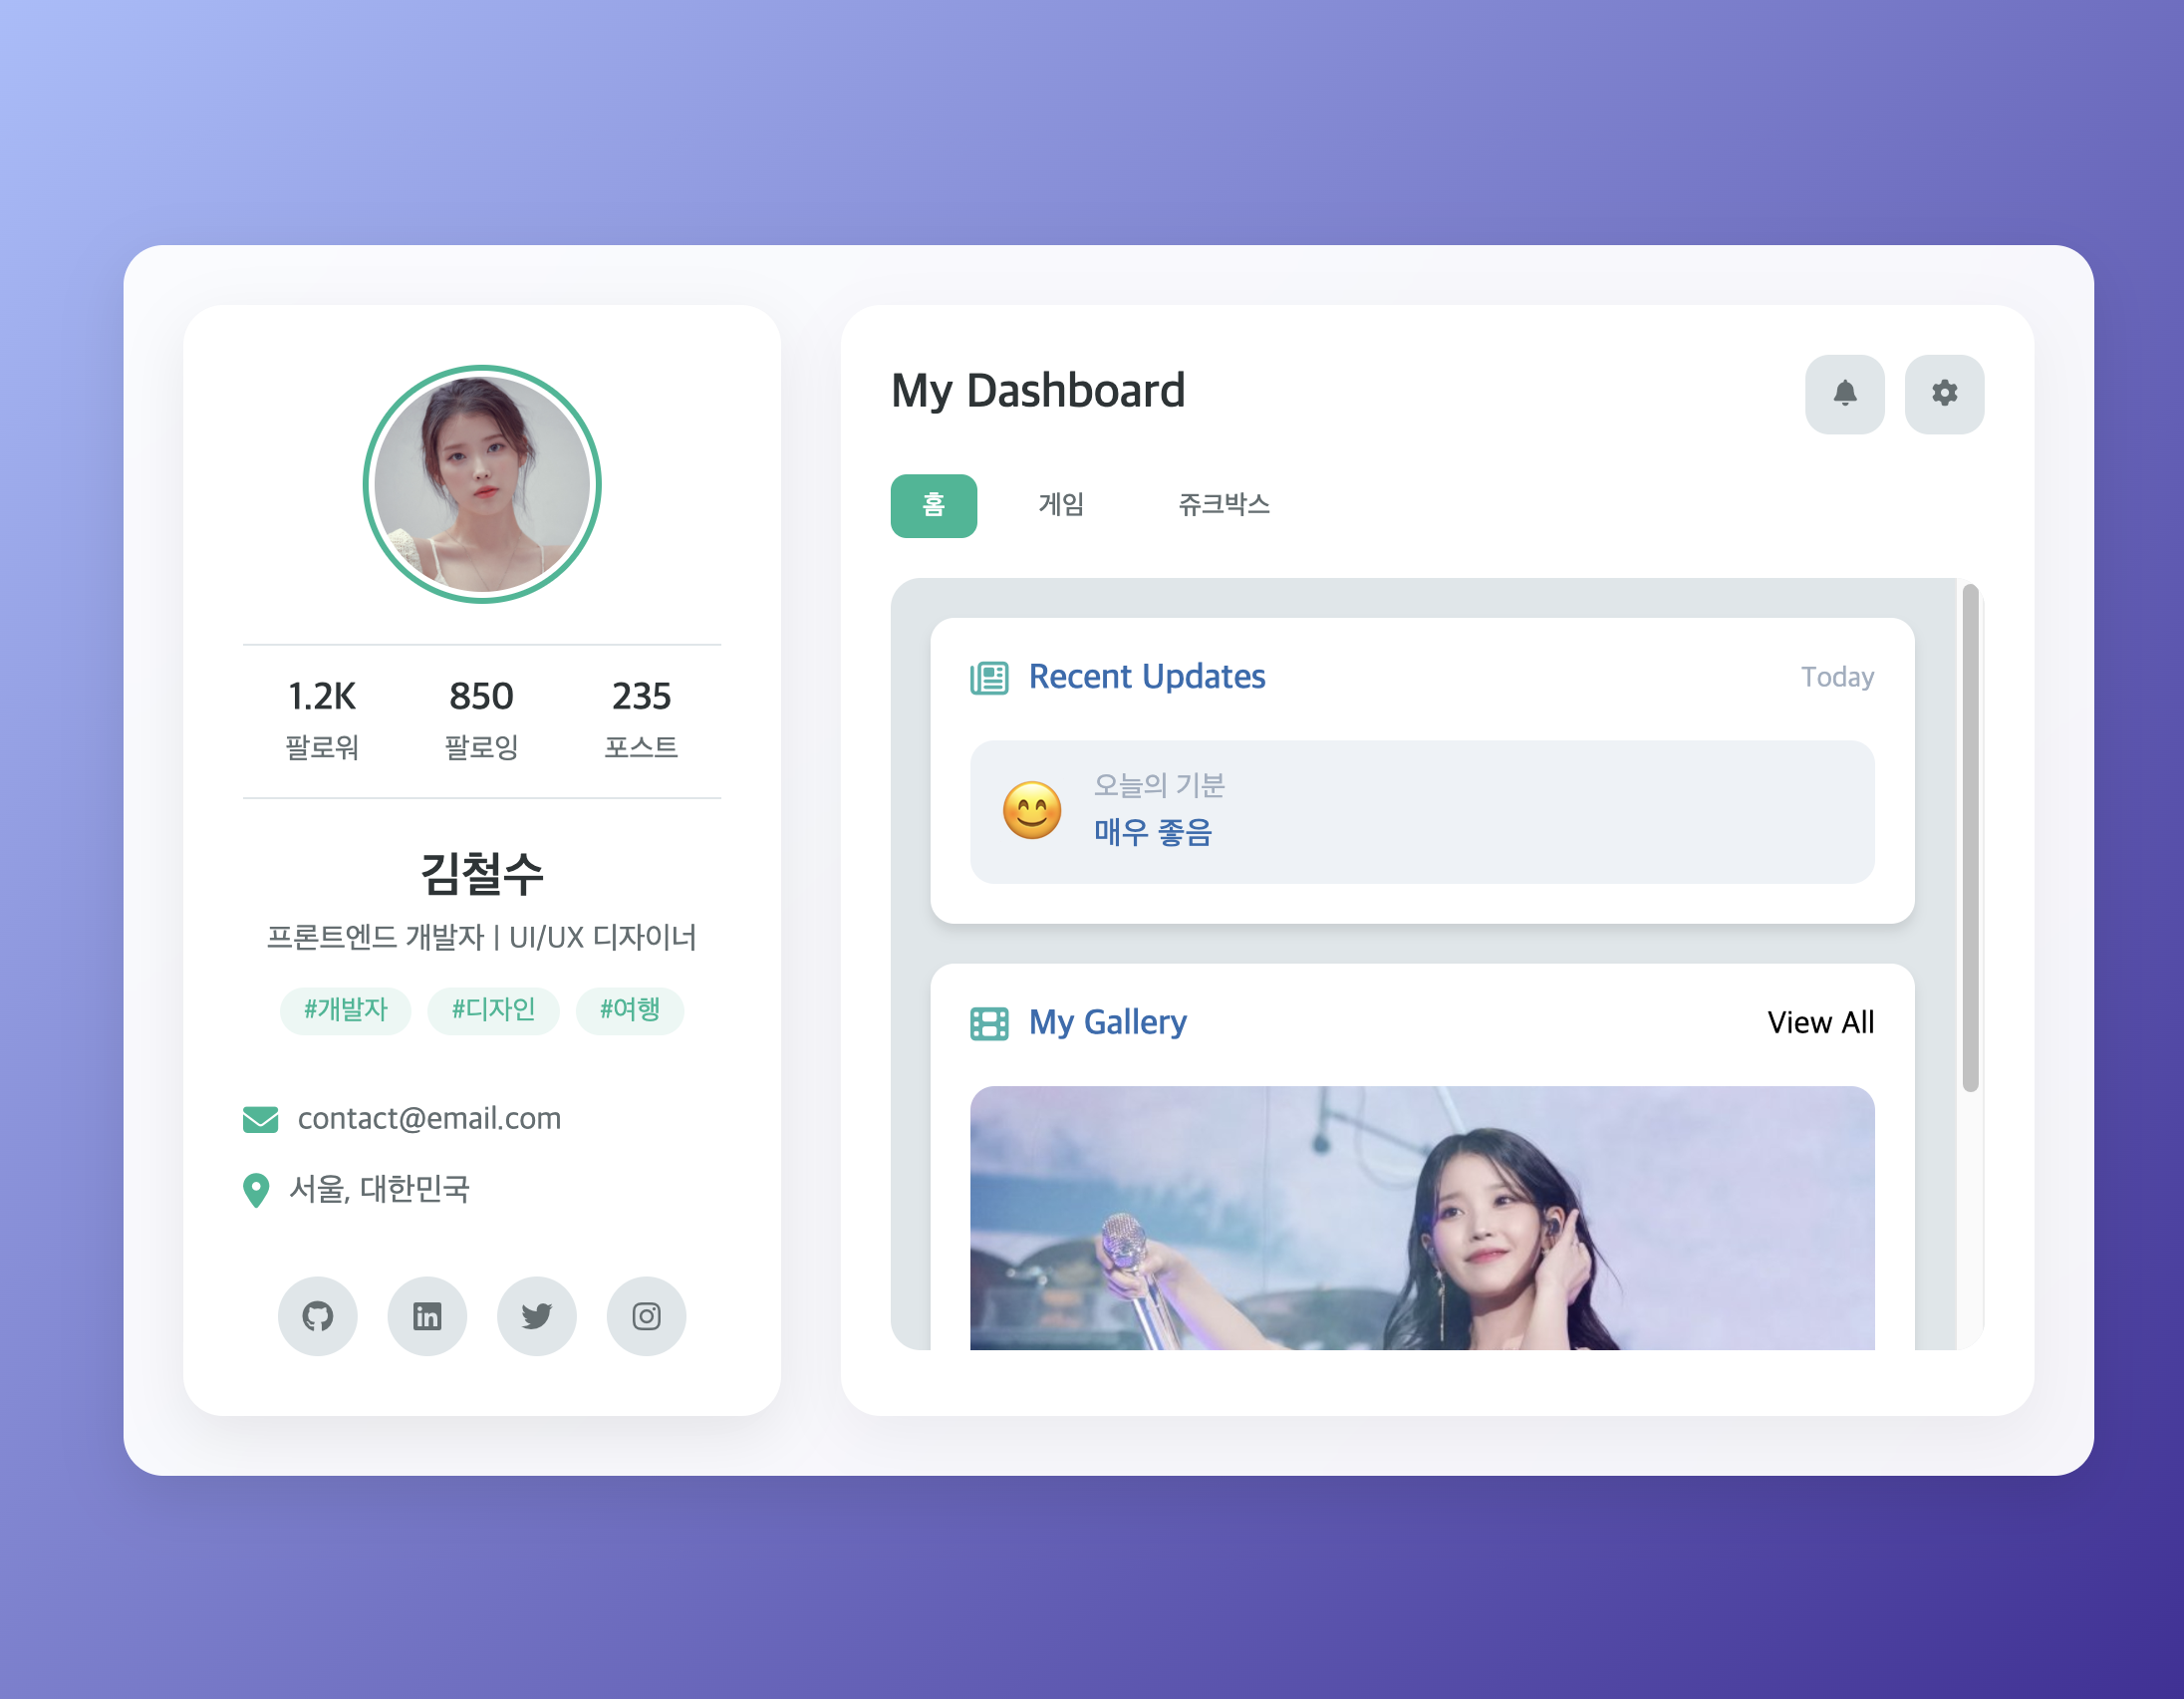 1.2K 850 235
팔로워 팔로잉 포스트
김철수
프론트엔드 개발자 | UI/UX 디자이너
#개발자 #디자인 #여행
contact@email.com
서울, 대한민국
My Dashboard
홈 게임 쥬크박스
Recent Updates Today
오늘의 기분
매우 좋음
My Gallery View All